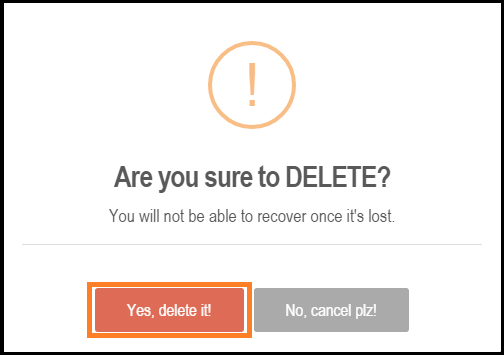 !
Are you sure to DELETE?
You will not be able to recover once it's lost.
Yes, delete it!
No, cancel plz!